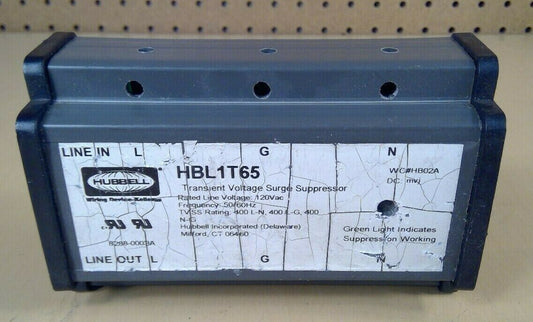 LINE IN L G N
HUBBELL
Wiring Device-Kellems
HBL1T65
Transient Voltage Surge Suppressor
Rated Line Voltage: 120Vac
Frequency: 50/60Hz
TVSS Rating: 400 L-N, 400 L-G, 400
N-G
Hubbell Incorporated (Delaware)
Milford, CT 06460
WC#HB02A
DC: mvj
Green Light Indicates
Suppression Working
LINE OUT L G N